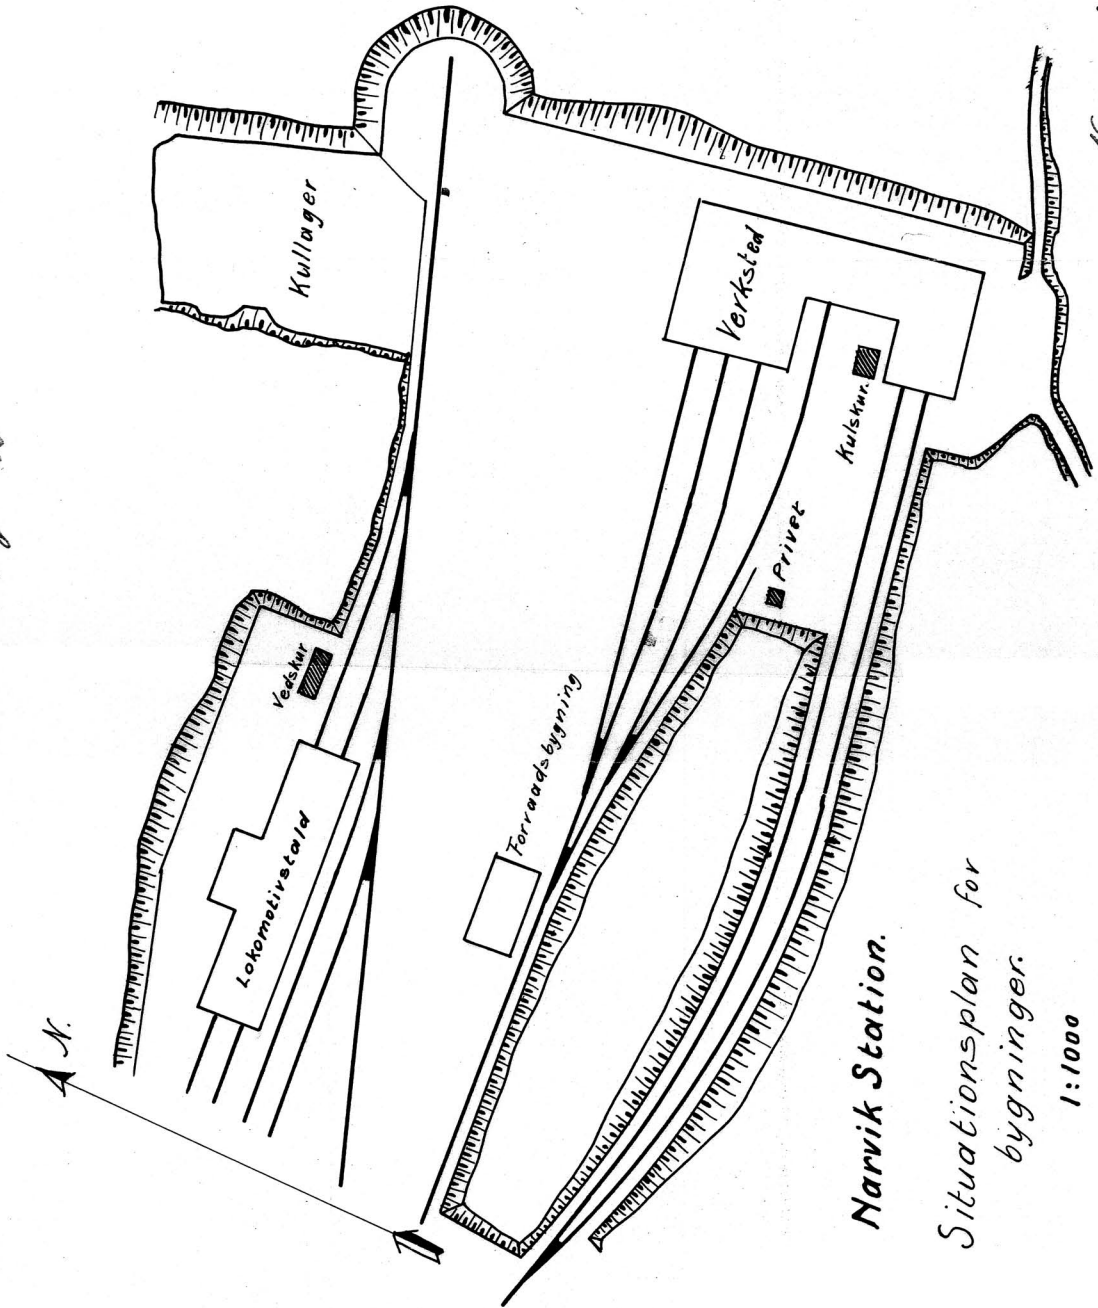 N.
Kullager
Verksted
Kulskur.
Privet
Vedskur
Lokomotivstald
Forraadsbygning
Narvik Station.
Situationsplan for
bygninger.
1:1000